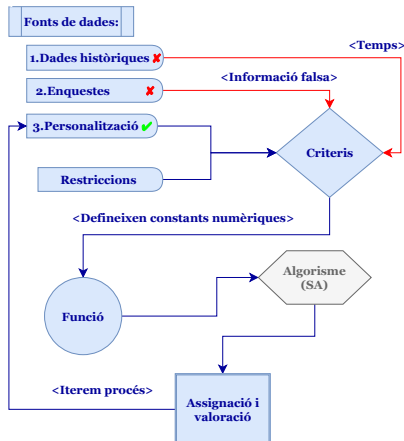 Fonts de dades:
<Temps>
1.Dades històriques ✘
<Informació falsa>
2.Enquestes ✘
3.Personalització ✔
Criteris
Restriccions
<Defineixen constants numèriques>
Algorisme
(SA)
Funció
<Iterem procés>
Assignació i
valoració